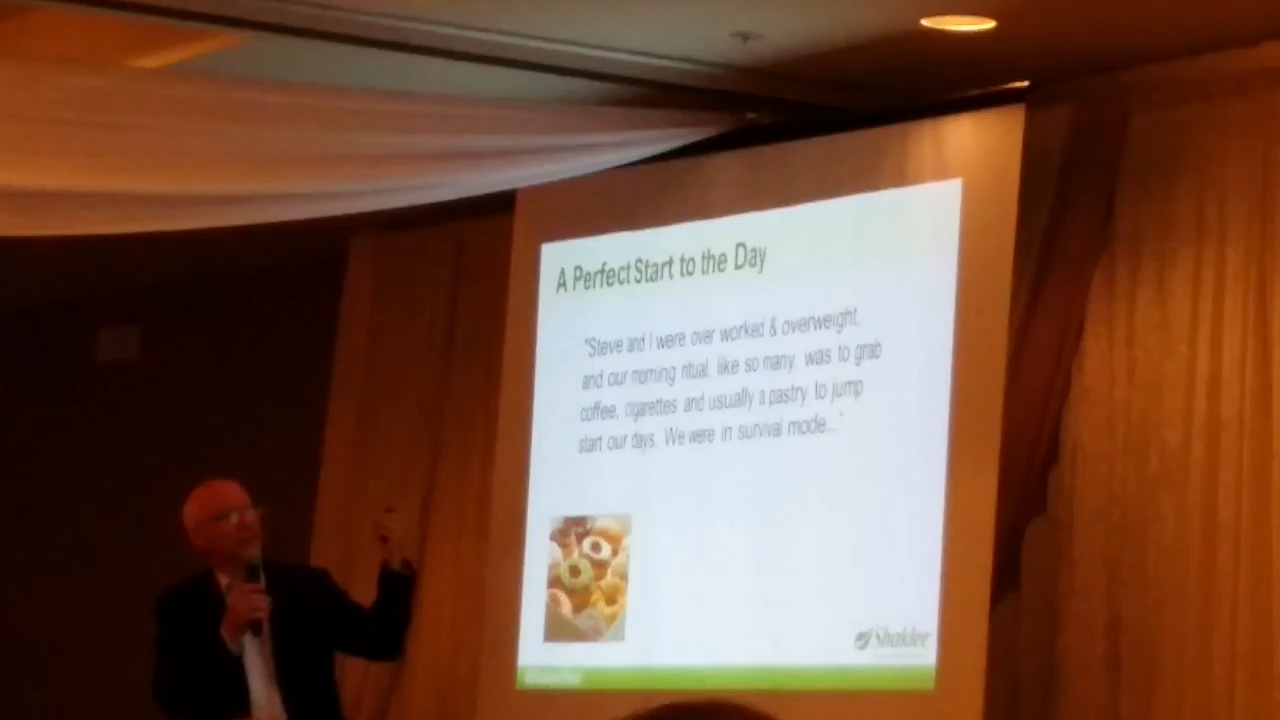 A Perfect Start to the Day
"Steve and I were over worked & overweight,
and our morning ritual, like so many, was to grab
coffee, cigarettes and usually a pastry to jump
start our days. We were in survival mode..."
Shaklee